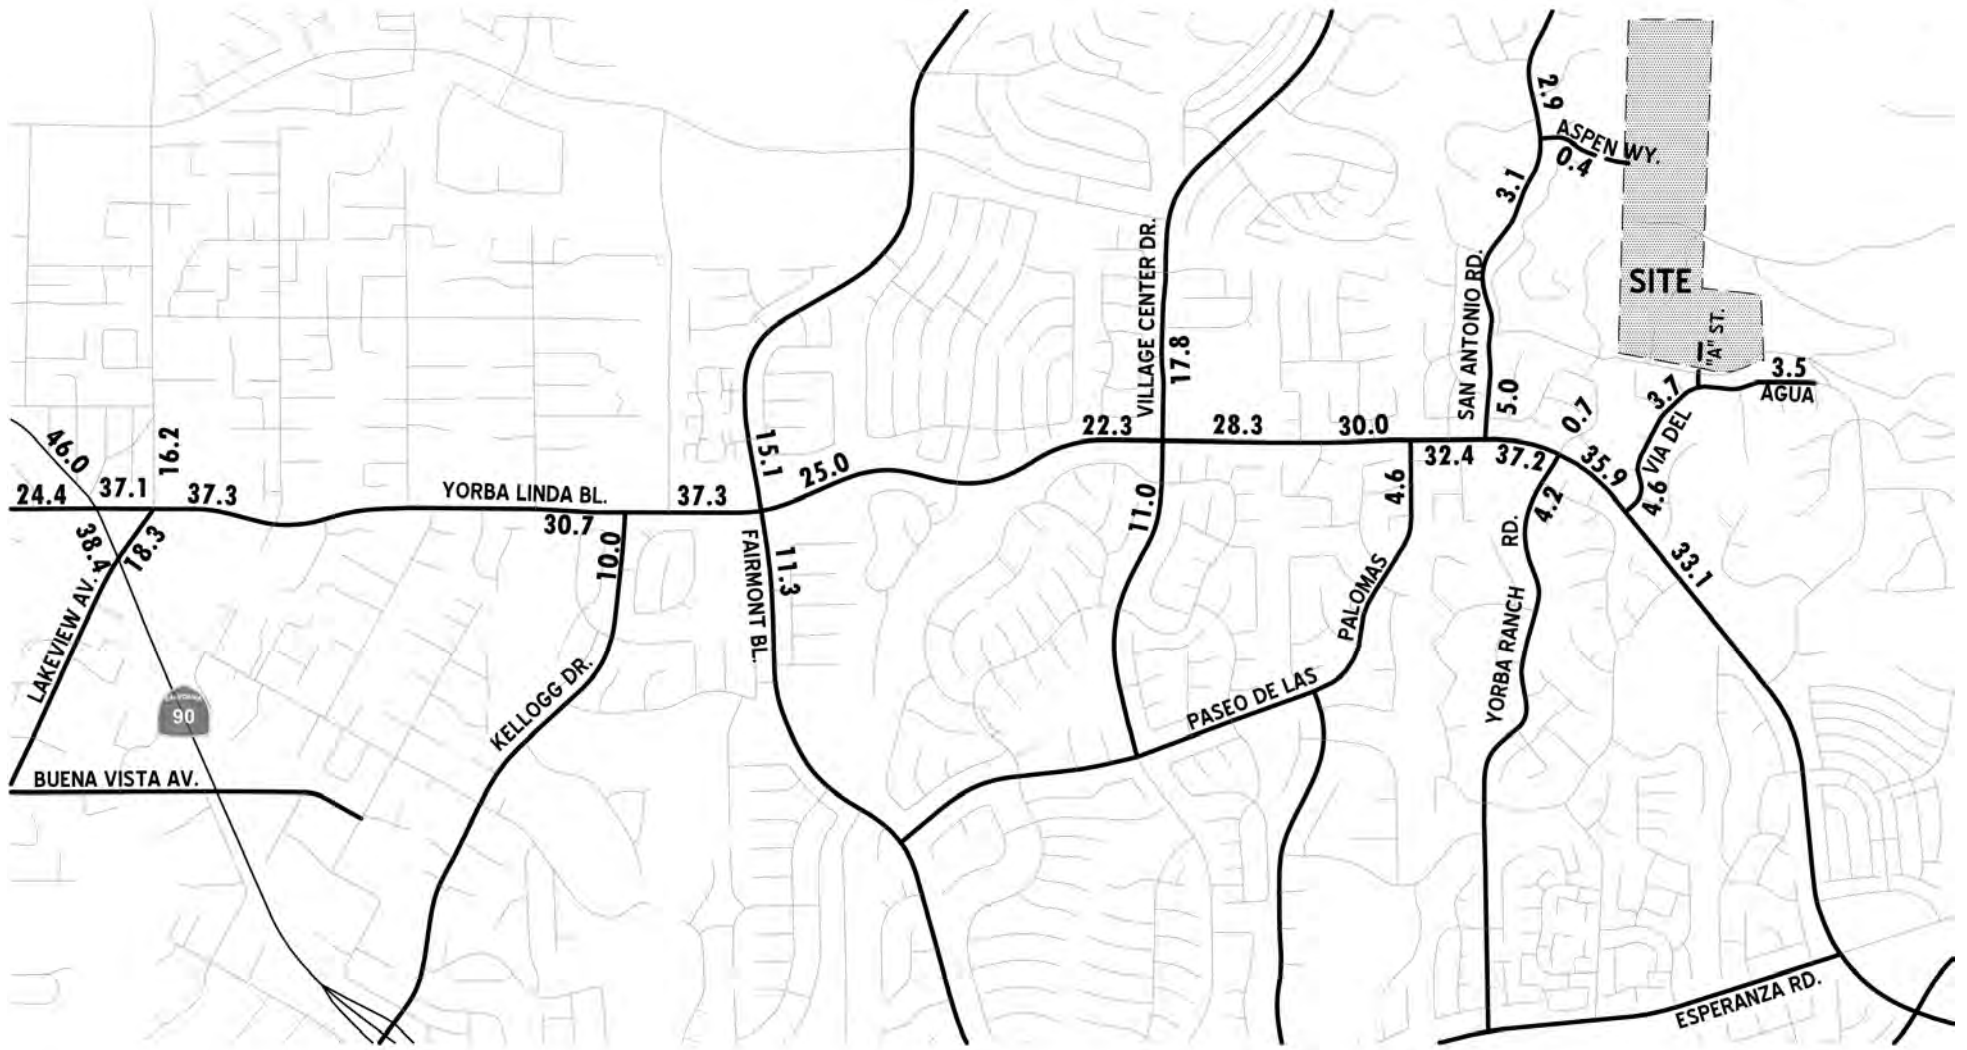 2.9
ASPEN WY.
0.4
3.1
SITE
"A" ST.
VILLAGE CENTER DR.
SAN ANTONIO RD.
17.8
5.0
3.7
3.5
AGUA
VIA DEL
0.7
22.3
28.3
30.0
46.0
16.2
15.1
25.0
32.4
37.2
35.9
4.6
24.4
37.1
37.3
YORBA LINDA BL.
37.3
30.7
10.0
11.0
4.6
4.2
38.4
18.3
FAIRMONT BL.
11.3
33.1
LAKEVIEW AV.
PALOMAS
PASEO DE LAS
YORBA RANCH
RD.
KELLOGG DR.
CALIFORNIA
90
BUENA VISTA AV.
ESPERANZA RD.